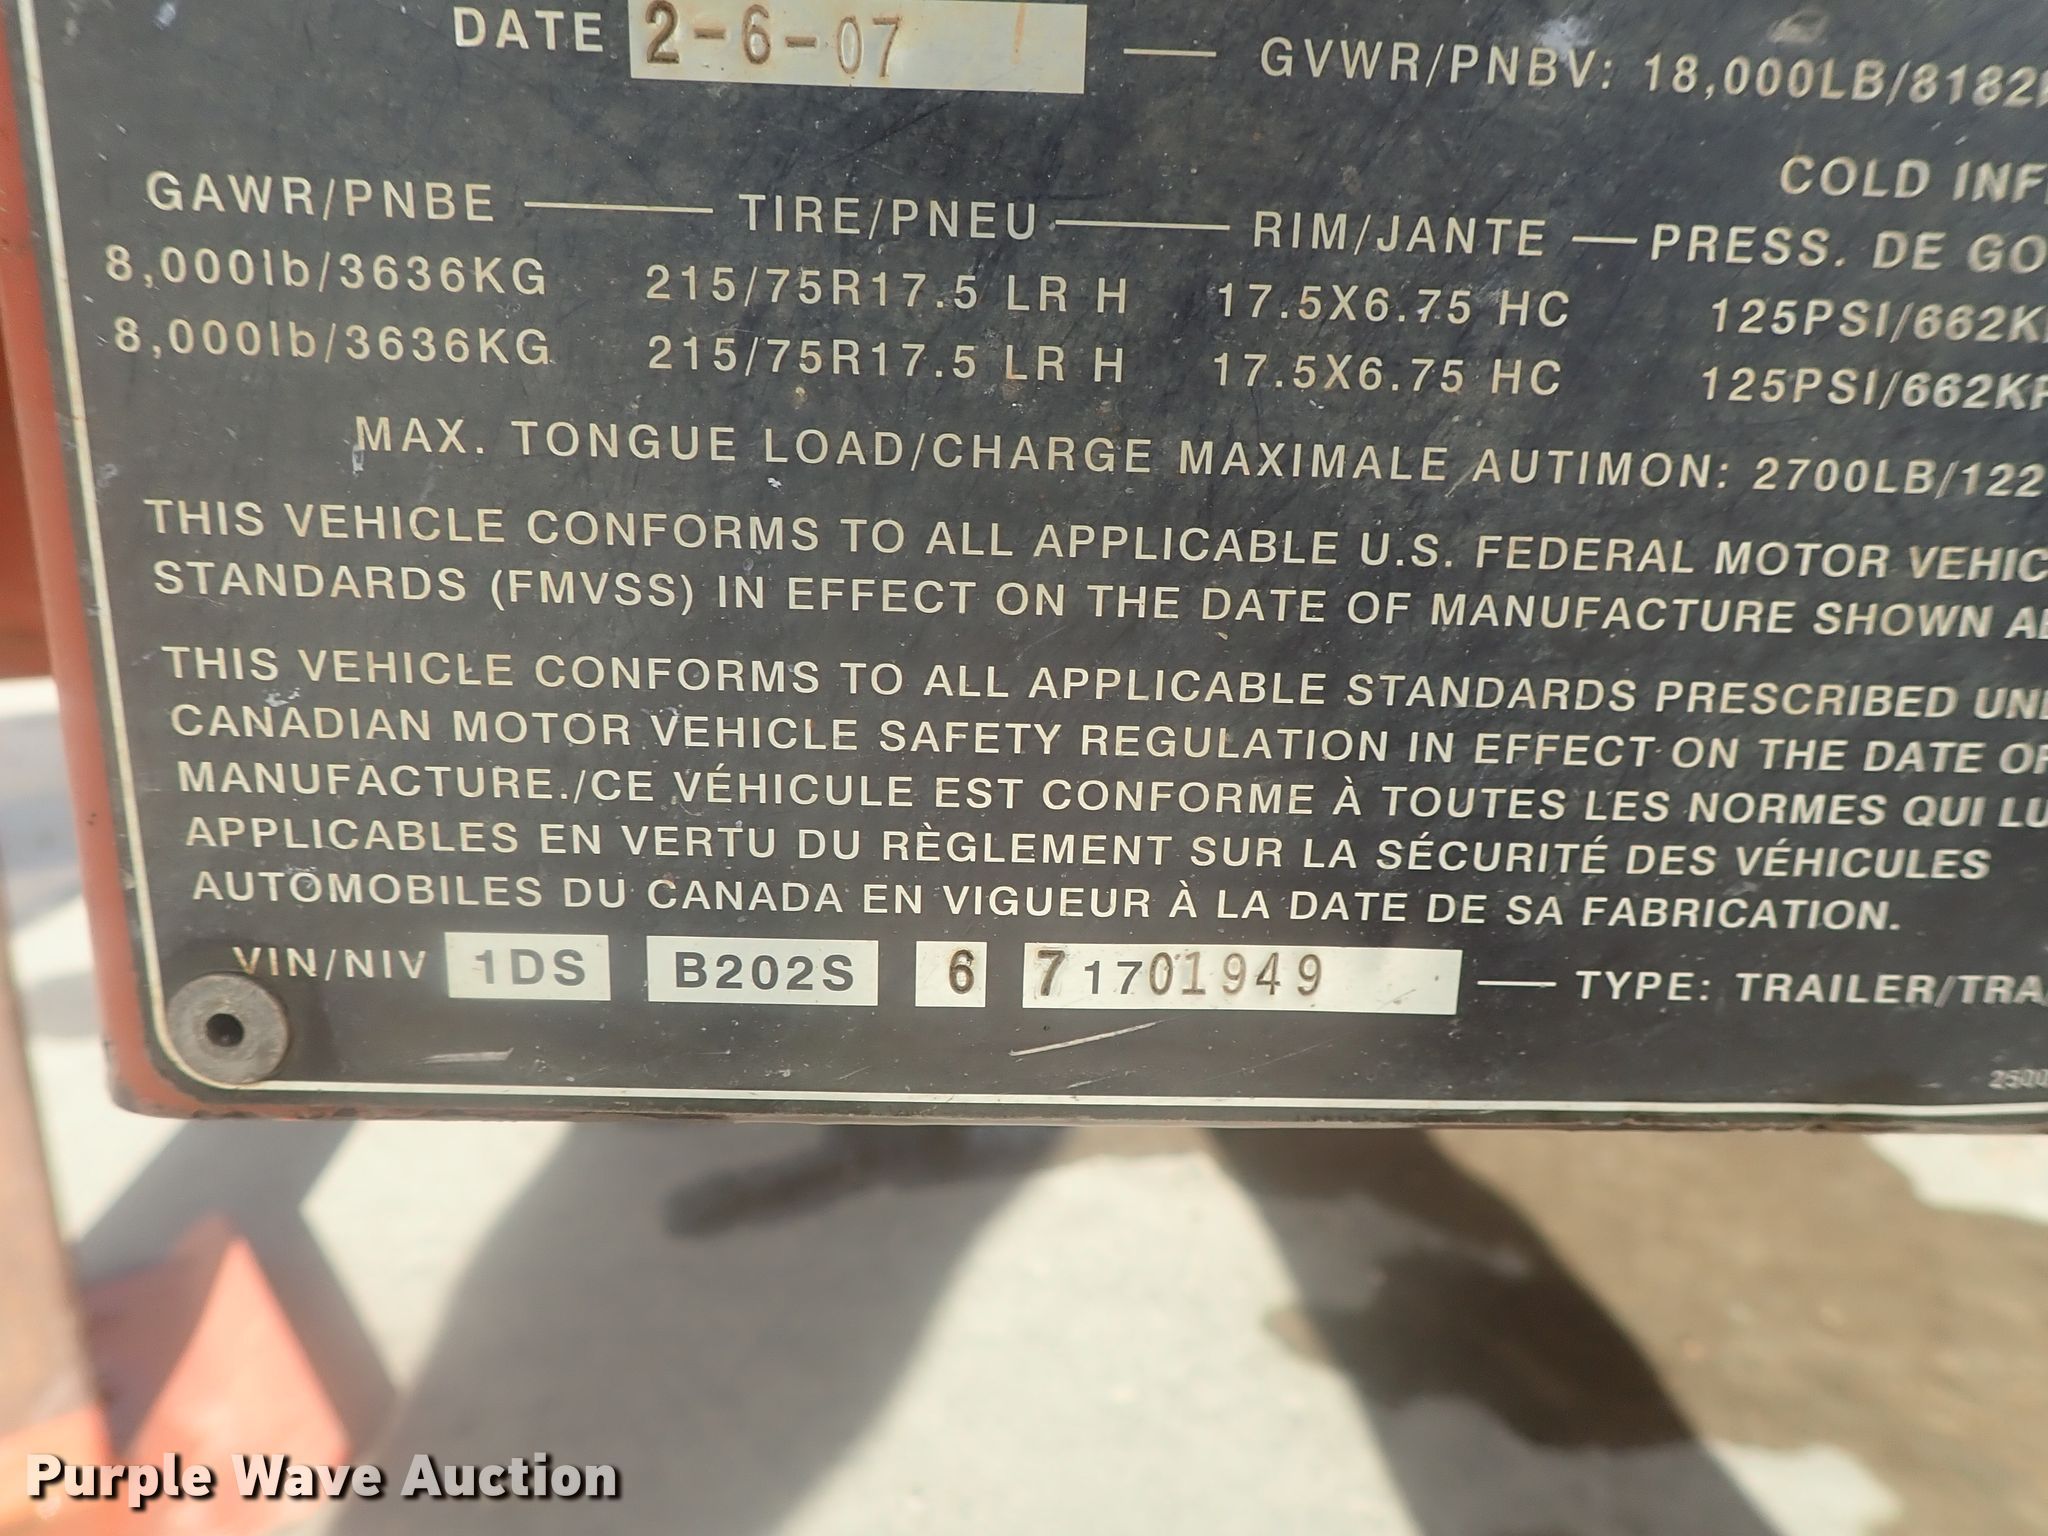 DATE 2-6-07 — GVWR/PNBV: 18,000LB/8182
COLD INF
GAWR/PNBE — TIRE/PNEU — RIM/JANTE — PRESS. DE GO
8,000lb/3636KG 215/75R17.5 LR H 17.5X6.75 HC 125PSI/662K
8,000lb/3636KG 215/75R17.5 LR H 17.5X6.75 HC 125PSI/662KP
MAX. TONGUE LOAD/CHARGE MAXIMALE AUTIMON: 2700LB/122
THIS VEHICLE CONFORMS TO ALL APPLICABLE U.S. FEDERAL MOTOR VEHIC
STANDARDS (FMVSS) IN EFFECT ON THE DATE OF MANUFACTURE SHOWN AB
THIS VEHICLE CONFORMS TO ALL APPLICABLE STANDARDS PRESCRIBED UN
CANADIAN MOTOR VEHICLE SAFETY REGULATION IN EFFECT ON THE DATE OF
MANUFACTURE./CE VÉHICULE EST CONFORME À TOUTES LES NORMES QUI LU
APPLICABLES EN VERTU DU RÈGLEMENT SUR LA SÉCURITÉ DES VÉHICULES
AUTOMOBILES DU CANADA EN VIGUEUR À LA DATE DE SA FABRICATION.
VIN/NIV 1DS B202S 6 71701949 — TYPE: TRAILER/TRA
2500
Purple Wave Auction